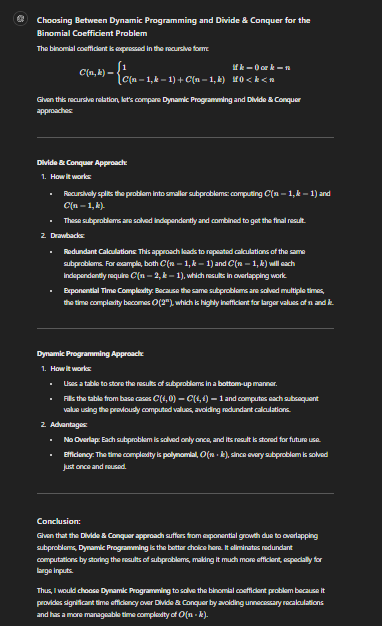 Choosing Between Dynamic Programming and Divide & Conquer for the
Binomial Coefficient Problem
The binomial coefficient is expressed in the recursive form:
C(n, k) = {1 if k = 0 or k = n
C(n − 1, k − 1) + C(n − 1, k) if 0 < k < n
Given this recursive relation, let's compare Dynamic Programming and Divide & Conquer
approaches:
Divide & Conquer Approach:
1. How it works:
• Recursively splits the problem into smaller subproblems: computing C(n − 1, k − 1) and
C(n − 1, k).
• These subproblems are solved independently and combined to get the final result.
2. Drawbacks:
• Redundant Calculations: This approach leads to repeated calculations of the same
subproblems. For example, both C(n − 1, k − 1) and C(n − 1, k) will each
independently require C(n − 2, k − 1), which results in overlapping work.
• Exponential Time Complexity: Because the same subproblems are solved multiple times,
the time complexity becomes O(2ⁿ), which is highly inefficient for larger values of n and k.
Dynamic Programming Approach:
1. How it works:
• Uses a table to store the results of subproblems in a bottom-up manner.
• Fills the table from base cases C(i, 0) = C(i, i) = 1 and computes each subsequent
value using the previously computed values, avoiding redundant calculations.
2. Advantages:
• No Overlap: Each subproblem is solved only once, and its result is stored for future use.
• Efficiency: The time complexity is polynomial, O(n · k), since every subproblem is solved
just once and reused.
Conclusion:
Given that the Divide & Conquer approach suffers from exponential growth due to overlapping
subproblems, Dynamic Programming is the better choice here. It eliminates redundant
computations by storing the results of subproblems, making it much more efficient, especially for
large inputs.
Thus, I would choose Dynamic Programming to solve the binomial coefficient problem because it
provides significant time efficiency over Divide & Conquer by avoiding unnecessary recalculations
and has a more manageable time complexity of O(n · k).